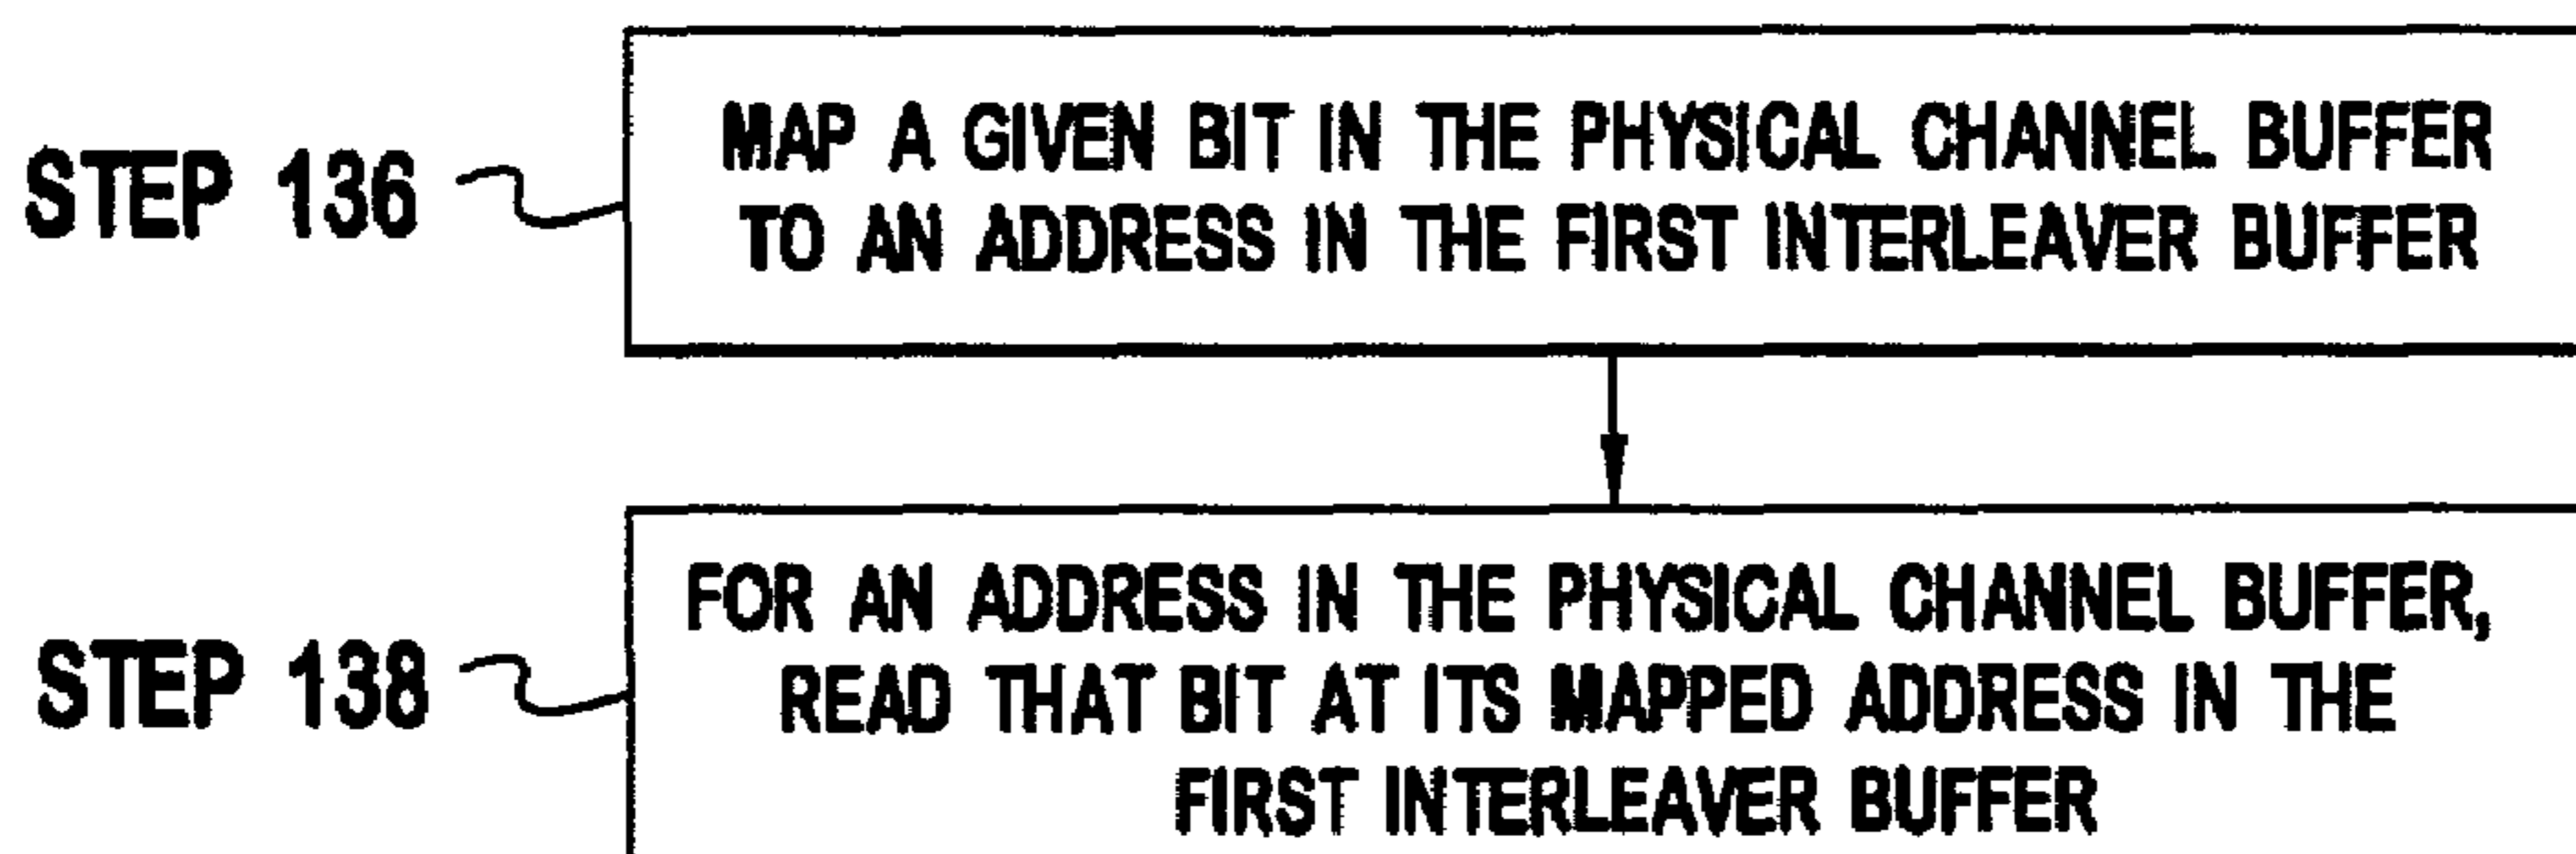 STEP 136
MAP A GIVEN BIT IN THE PHYSICAL CHANNEL BUFFER
TO AN ADDRESS IN THE FIRST INTERLEAVER BUFFER
STEP 138
FOR AN ADDRESS IN THE PHYSICAL CHANNEL BUFFER,
READ THAT BIT AT ITS MAPPED ADDRESS IN THE
FIRST INTERLEAVER BUFFER